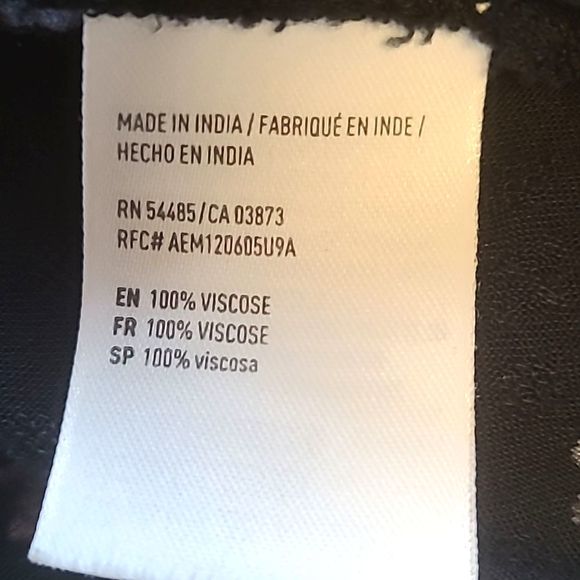 MADE IN INDIA / FABRIQUÉ EN INDE /
HECHO EN INDIA
RN 54485/CA 03873
RFC# AEM120605U9A
EN 100% VISCOSE
FR 100% VISCOSE
SP 100% viscosa